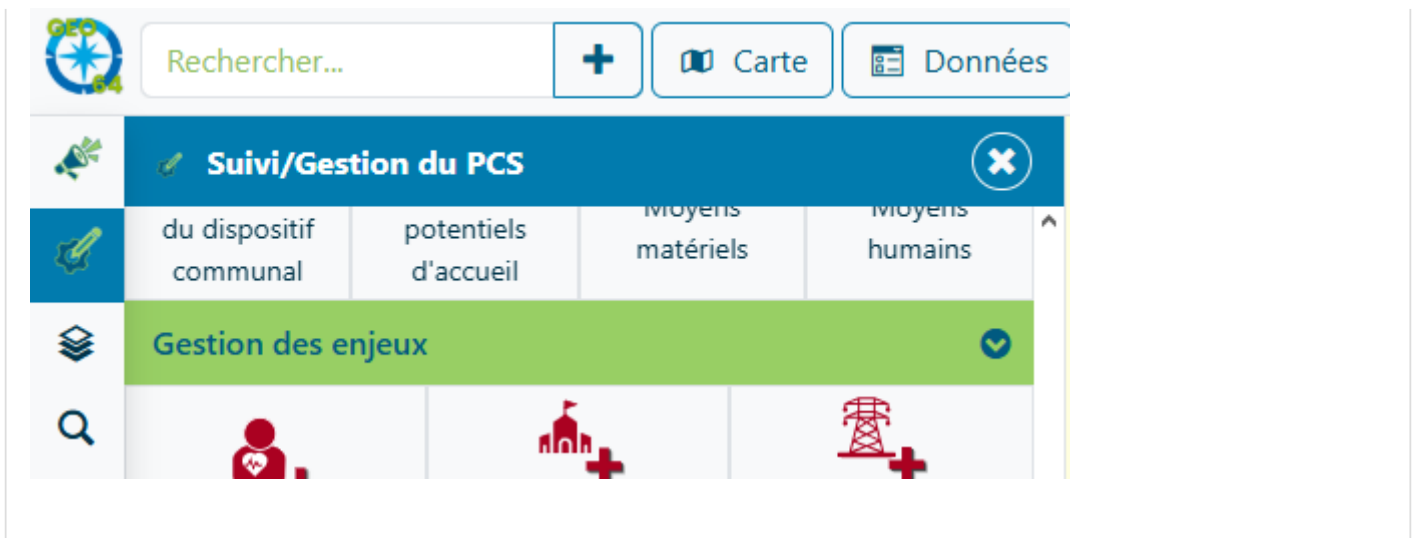 GEO
64
Rechercher...
Carte
Données
Suivi/Gestion du PCS
du dispositif
communal
potentiels
d'accueil
Moyens
matériels
Moyens
humains
Gestion des enjeux